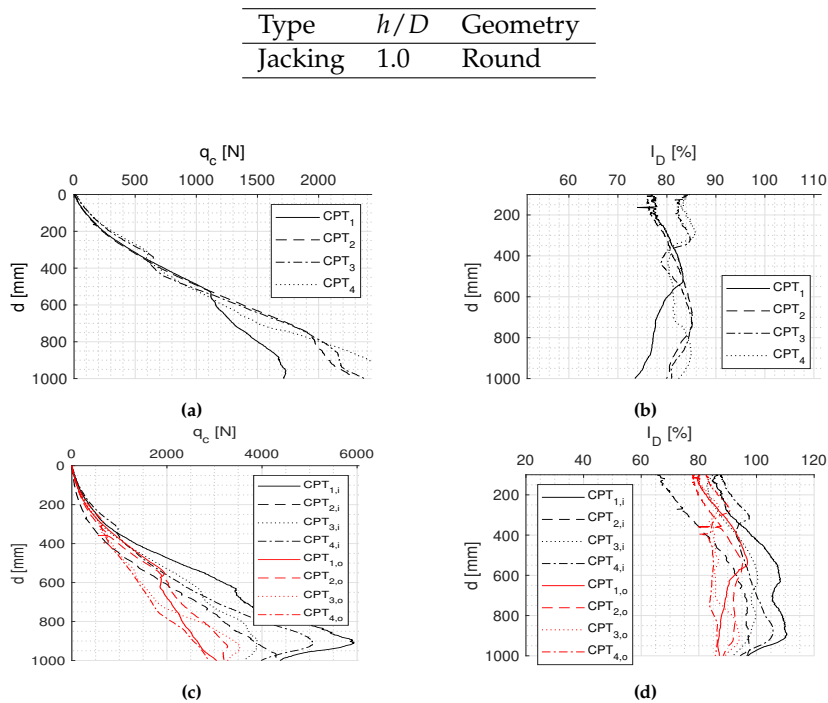 Type h/D Geometry
Jacking 1.0 Round
q_c [N]
0 500 1000 1500 2000
0
200
400
600
800
1000
d [mm]
CPT_1
CPT_2
CPT_3
CPT_4
(a)
I_D [%]
60 70 80 90 100 110
200
400
600
800
1000
d [mm]
CPT_1
CPT_2
CPT_3
CPT_4
(b)
q_c [N]
0 2000 4000 6000
0
200
400
600
800
1000
d [mm]
CPT_1,i
CPT_2,i
CPT_3,i
CPT_4,i
CPT_1,o
CPT_2,o
CPT_3,o
CPT_4,o
(c)
I_D [%]
20 40 60 80 100 120
200
400
600
800
1000
d [mm]
CPT_1,i
CPT_2,i
CPT_3,i
CPT_4,i
CPT_1,o
CPT_2,o
CPT_3,o
CPT_4,o
(d)